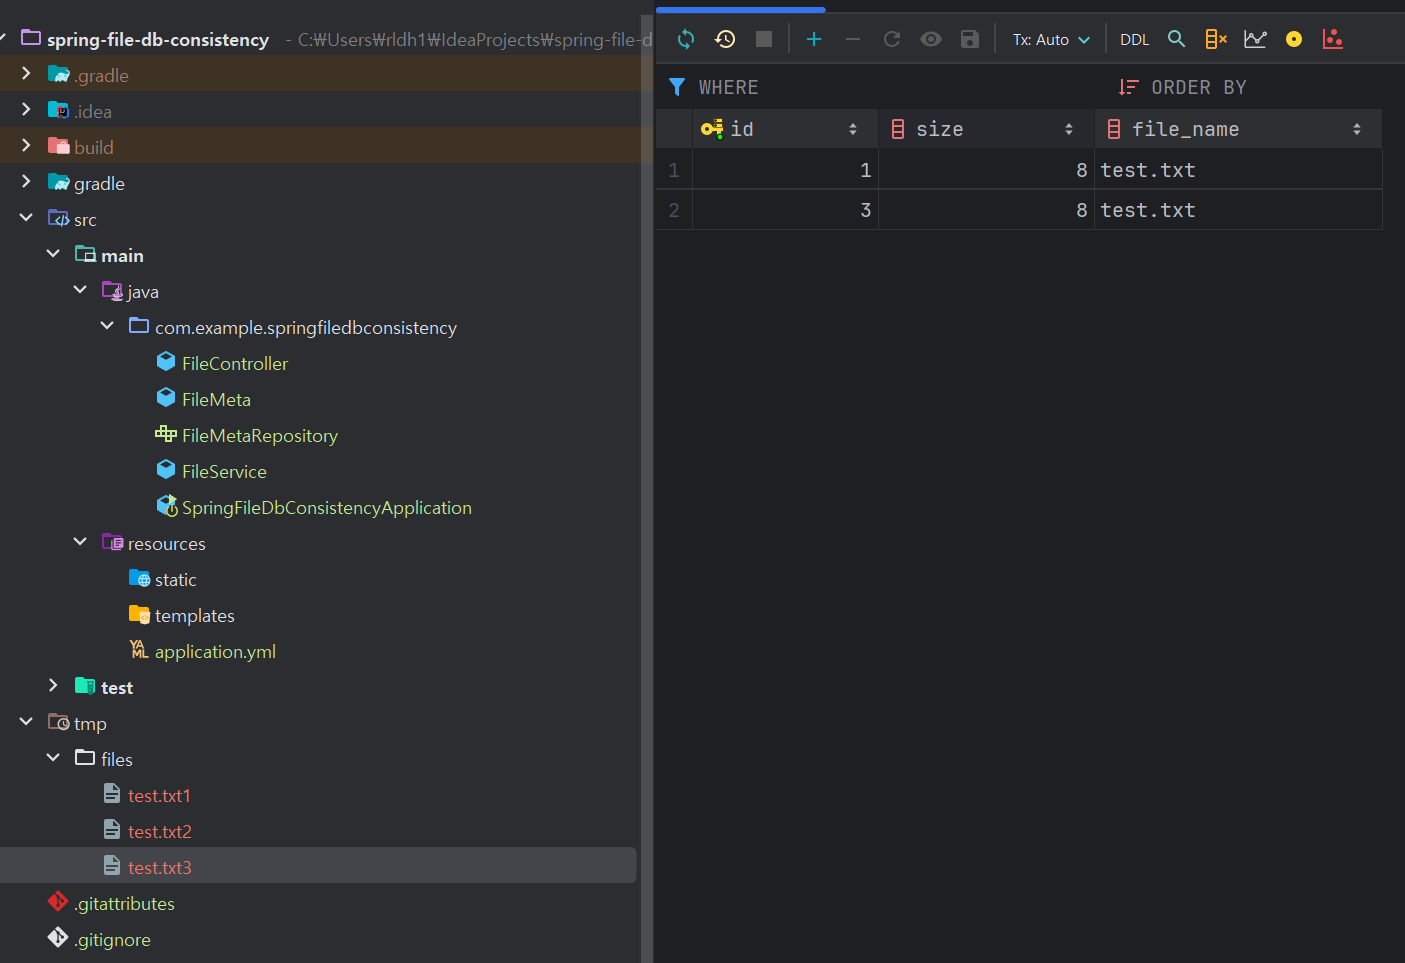 spring-file-db-consistency - C:₩Users₩rldh1₩IdeaProjects₩spring-file-d
.gradle
.idea
build
gradle
src
main
java
com.example.springfiledbconsistency
FileController
FileMeta
FileMetaRepository
FileService
SpringFileDbConsistencyApplication
resources
static
templates
application.yml
test
tmp
files
test.txt1
test.txt2
test.txt3
.gitattributes
.gitignore
Tx: Auto DDL
WHERE ORDER BY
id size file_name
1 1 8 test.txt
2 3 8 test.txt